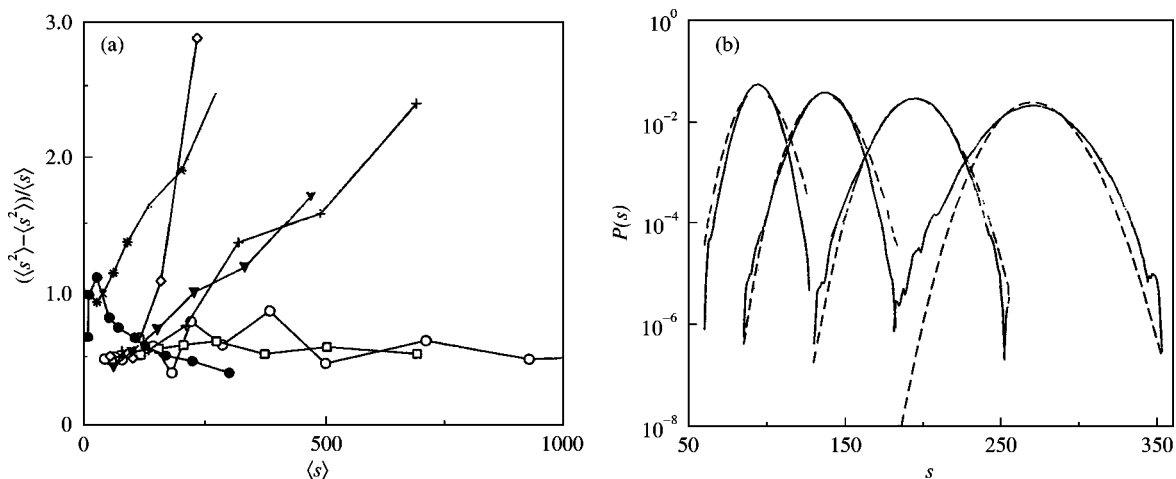 (a)
3.0
2.0
1.0
0
(⟨s²⟩−⟨s²⟩)/⟨s⟩
0 500 1000
⟨s⟩
(b)
10⁰
10⁻²
10⁻⁴
10⁻⁶
10⁻⁸
P(s)
50 150 250 350
s